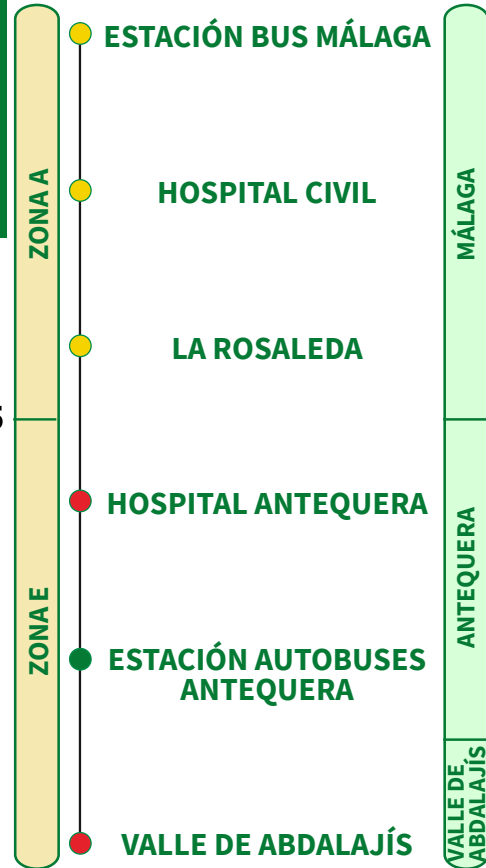 ESTACIÓN BUS MÁLAGA
HOSPITAL CIVIL
LA ROSALEDA
HOSPITAL ANTEQUERA
ESTACIÓN AUTOBUSES
ANTEQUERA
VALLE DE ABDALAJÍS
ZONA A
ZONA E
MÁLAGA
ANTEQUERA
VALLE DE
ABDALAJÍS